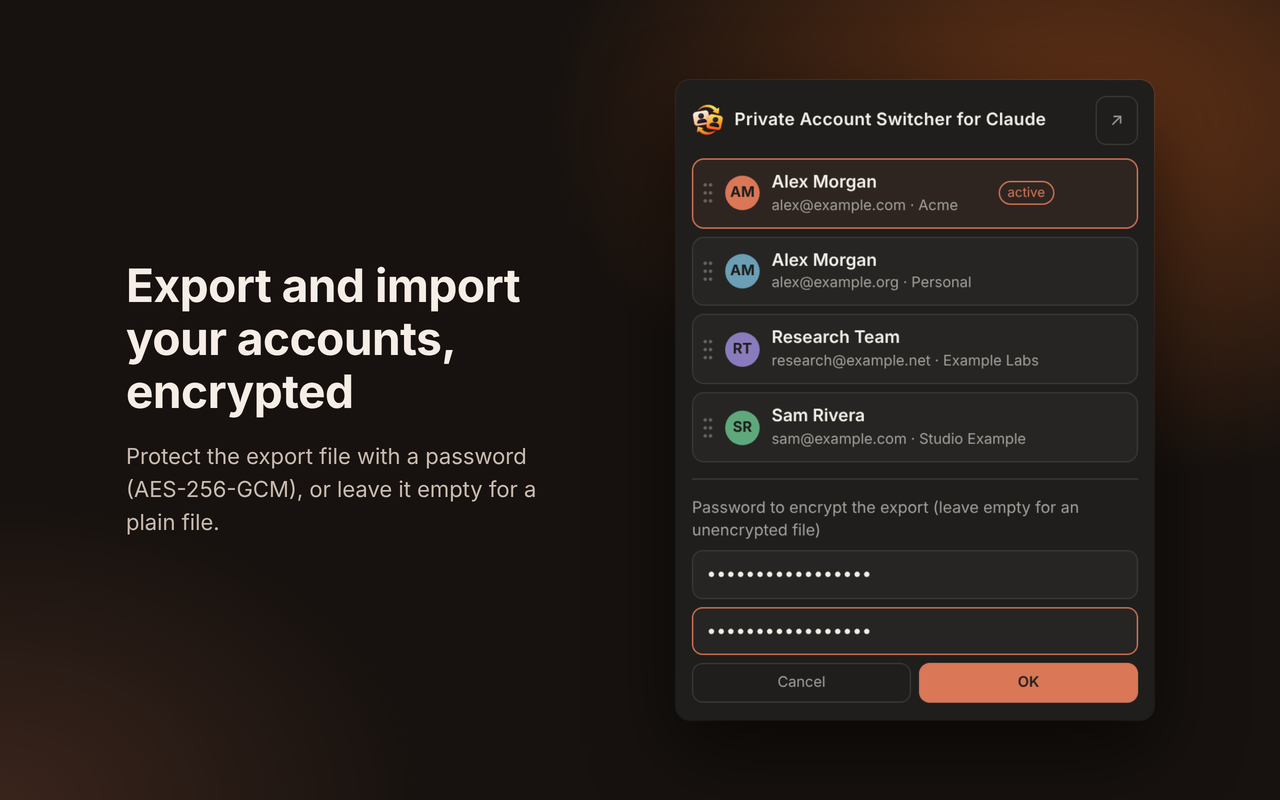 Export and import
your accounts,
encrypted
Protect the export file with a password
(AES-256-GCM), or leave it empty for a
plain file.
Private Account Switcher for Claude
AM
Alex Morgan
alex@example.com · Acme
active
AM
Alex Morgan
alex@example.org · Personal
RT
Research Team
research@example.net · Example Labs
SR
Sam Rivera
sam@example.com · Studio Example
Password to encrypt the export (leave empty for an
unencrypted file)
•••••••••••••••••
•••••••••••••••••
Cancel
OK